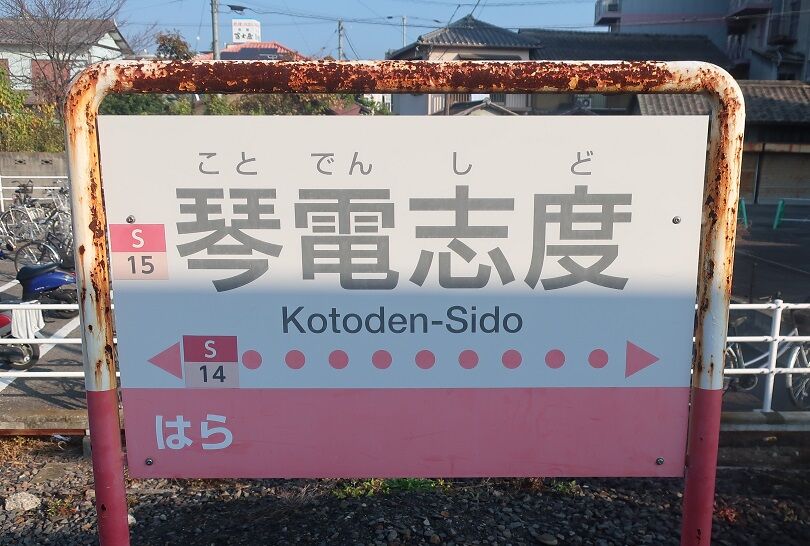 こと でん し ど
琴電志度
S
15
Kotoden-Sido
S
14
はら